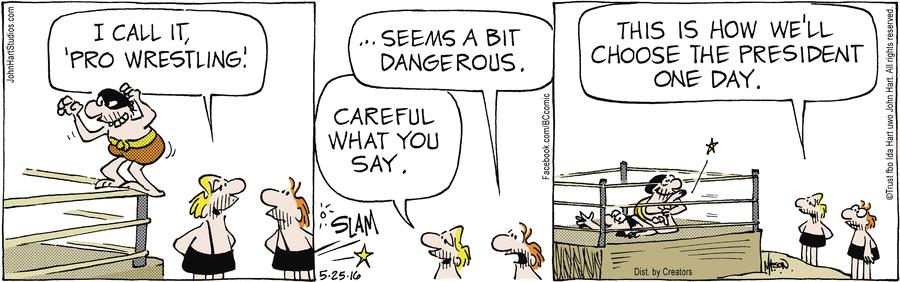 JohnHartStudios.com
I CALL IT,
'PRO WRESTLING'.
...SEEMS A BIT
DANGEROUS.
CAREFUL
WHAT YOU
SAY.
SLAM
5-25-16
Facebook.com/BCcomic
THIS IS HOW WE'LL
CHOOSE THE PRESIDENT
ONE DAY.
Dist. by Creators
MASON
©Trust fbo Ida Hart uwo John Hart. All rights reserved.